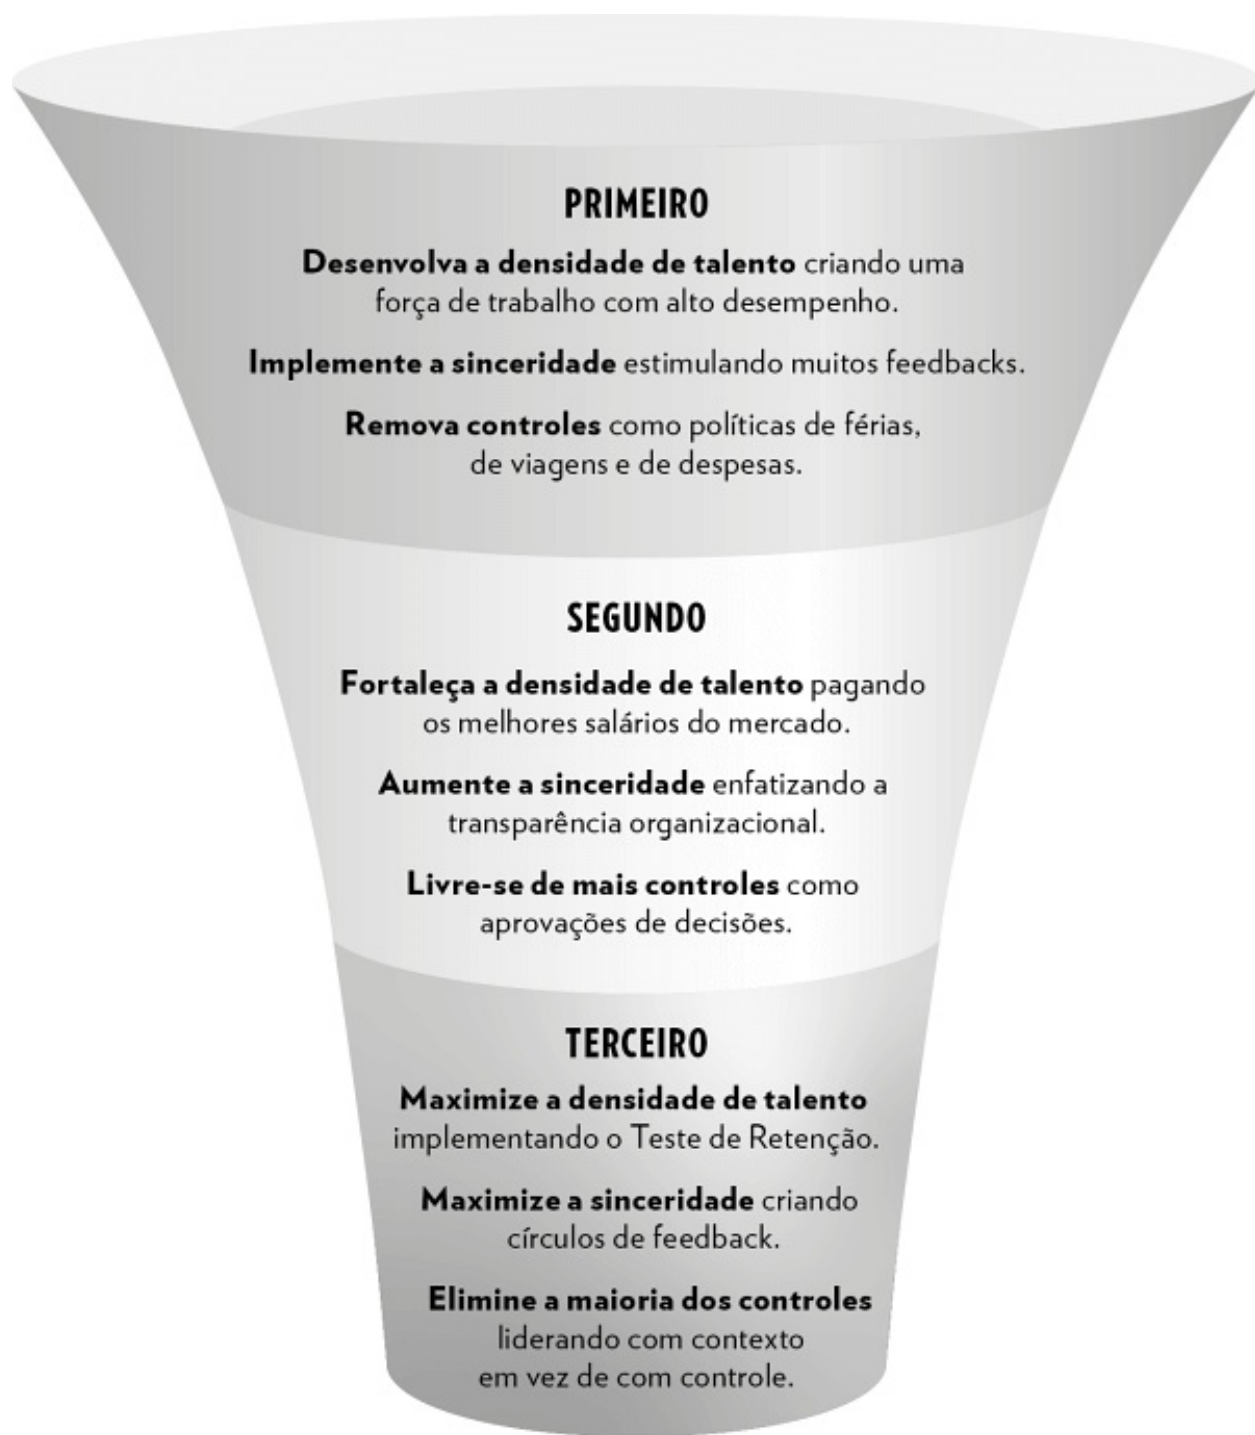 PRIMEIRO
Desenvolva a densidade de talento criando uma
força de trabalho com alto desempenho.
Implemente a sinceridade estimulando muitos feedbacks.
Remova controles como políticas de férias,
de viagens e de despesas.
SEGUNDO
Fortaleça a densidade de talento pagando
os melhores salários do mercado.
Aumente a sinceridade enfatizando a
transparência organizacional.
Livre-se de mais controles como
aprovações de decisões.
TERCEIRO
Maximize a densidade de talento
implementando o Teste de Retenção.
Maximize a sinceridade criando
círculos de feedback.
Elimine a maioria dos controles
liderando com contexto
em vez de com controle.